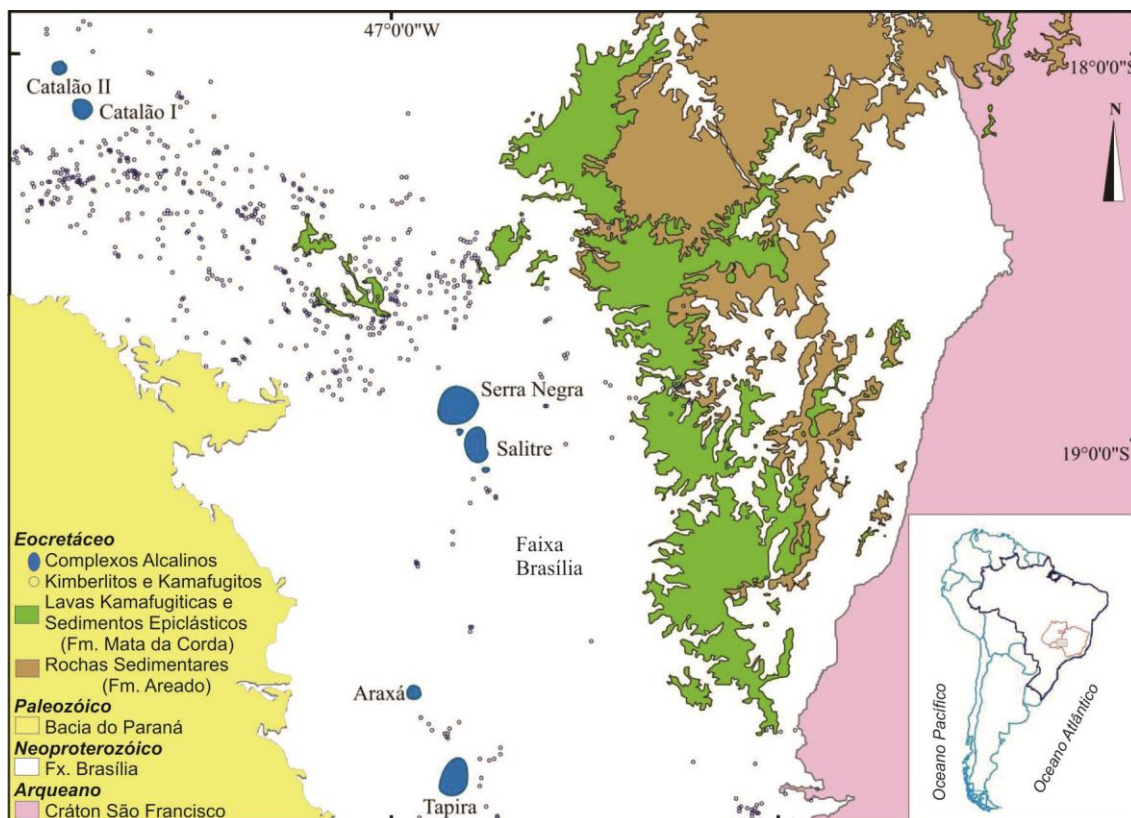 47°0'0"W
18°0'0"S
Catalão II
Catalão I
N
Serra Negra
Salitre
19°0'0"S
Faixa
Brasília
Araxá
Tapira
Eocretáceo
Complexos Alcalinos
Kimberlitos e Kamafugitos
Lavas Kamafugiticas e
Sedimentos Epiclásticos
(Fm. Mata da Corda)
Rochas Sedimentares
(Fm. Areado)
Paleozóico
Bacia do Paraná
Neoproterozóico
Fx. Brasília
Arqueano
Cráton São Francisco
Oceano Pacífico
Oceano Atlântico